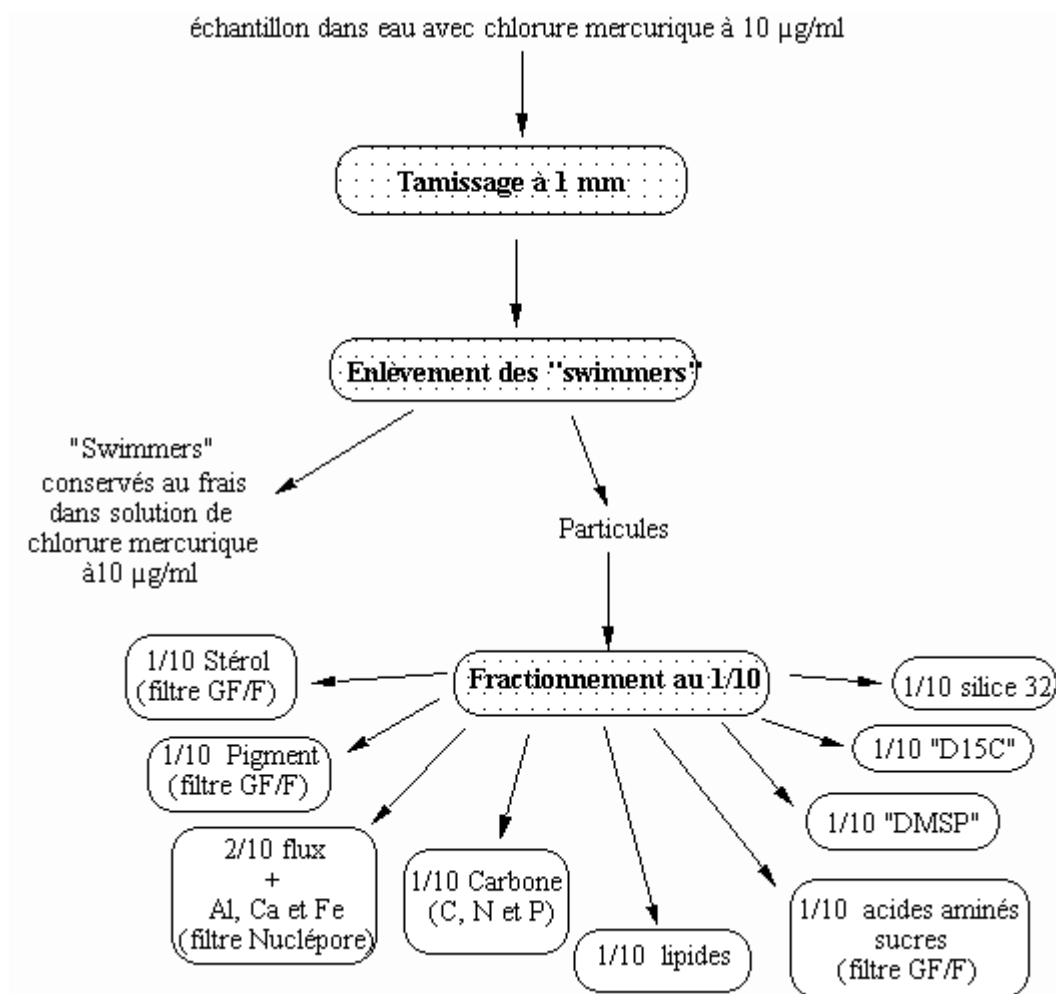 échantillon dans eau avec chlorure mercurique à 10 µg/ml
Tamissage à 1 mm
Enlèvement des "swimmers"
"Swimmers"
conservés au frais
dans solution de
chlorure mercurique
à10 µg/ml
Particules
Fractionnement au 1/10
1/10 Stérol
(filtre GF/F)
1/10 Pigment
(filtre GF/F)
2/10 flux
+
Al, Ca et Fe
(filtre Nuclépore)
1/10 Carbone
(C, N et P)
1/10 lipides
1/10 acides aminés
sucres
(filtre GF/F)
1/10 "DMSP"
1/10 "D15C"
1/10 silice 32